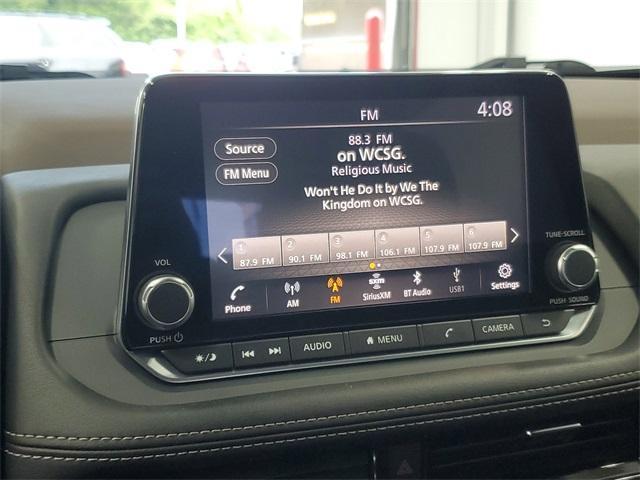 FM
4:08
Source
FM Menu
88.3 FM
on WCSG.
Religious Music
Won't He Do It by We The
Kingdom on WCSG.
1 2 3 4 5 6
87.9 FM 90.1 FM 98.1 FM 106.1 FM 107.9 FM 107.9 FM
Phone AM FM SiriusXM BT Audio USB1 Settings
sxm
VOL
PUSH
TUNE·SCROLL
PUSH SOUND
AUDIO MENU CAMERA